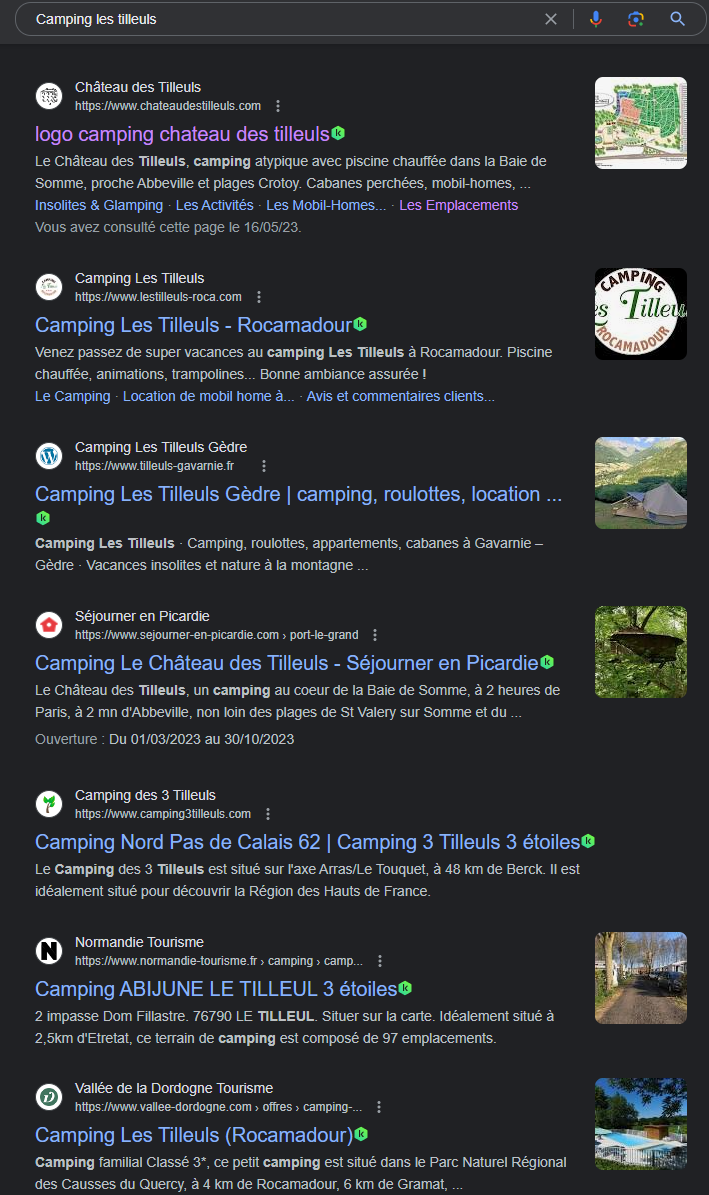 Camping les tilleuls
Château des Tilleuls
https://www.chateaudestilleuls.com
logo camping chateau des tilleuls
Le Château des Tilleuls, camping atypique avec piscine chauffée dans la Baie de
Somme, proche Abbeville et plages Crotoy. Cabanes perchées, mobil-homes, ...
Insolites & Glamping · Les Activités · Les Mobil-Homes... · Les Emplacements
Vous avez consulté cette page le 16/05/23.
Camping Les Tilleuls
https://www.lestilleuls-roca.com
Camping Les Tilleuls - Rocamadour
CAMPING
es Tilleu
ROCAMADOUR
Venez passez de super vacances au camping Les Tilleuls à Rocamadour. Piscine
chauffée, animations, trampolines... Bonne ambiance assurée !
Le Camping · Location de mobil home à... · Avis et commentaires clients...
Camping Les Tilleuls Gèdre
https://www.tilleuls-gavarnie.fr
Camping Les Tilleuls Gèdre | camping, roulottes, location ...
Camping Les Tilleuls · Camping, roulottes, appartements, cabanes à Gavarnie –
Gèdre · Vacances insolites et nature à la montagne ...
Séjourner en Picardie
https://www.sejourner-en-picardie.com › port-le-grand
Camping Le Château des Tilleuls - Séjourner en Picardie
Le Château des Tilleuls, un camping au coeur de la Baie de Somme, à 2 heures de
Paris, à 2 mn d'Abbeville, non loin des plages de St Valery sur Somme et du ...
Ouverture : Du 01/03/2023 au 30/10/2023
Camping des 3 Tilleuls
https://www.camping3tilleuls.com
Camping Nord Pas de Calais 62 | Camping 3 Tilleuls 3 étoiles
Le Camping des 3 Tilleuls est situé sur l'axe Arras/Le Touquet, à 48 km de Berck. Il est
idéalement situé pour découvrir la Région des Hauts de France.
Normandie Tourisme
https://www.normandie-tourisme.fr › camping › camp...
Camping ABIJUNE LE TILLEUL 3 étoiles
2 impasse Dom Fillastre. 76790 LE TILLEUL. Situer sur la carte. Idéalement situé à
2,5km d'Etretat, ce terrain de camping est composé de 97 emplacements.
Vallée de la Dordogne Tourisme
https://www.vallee-dordogne.com › offres › camping-...
Camping Les Tilleuls (Rocamadour)
Camping familial Classé 3*, ce petit camping est situé dans le Parc Naturel Régional
des Causses du Quercy, à 4 km de Rocamadour, 6 km de Gramat, ...